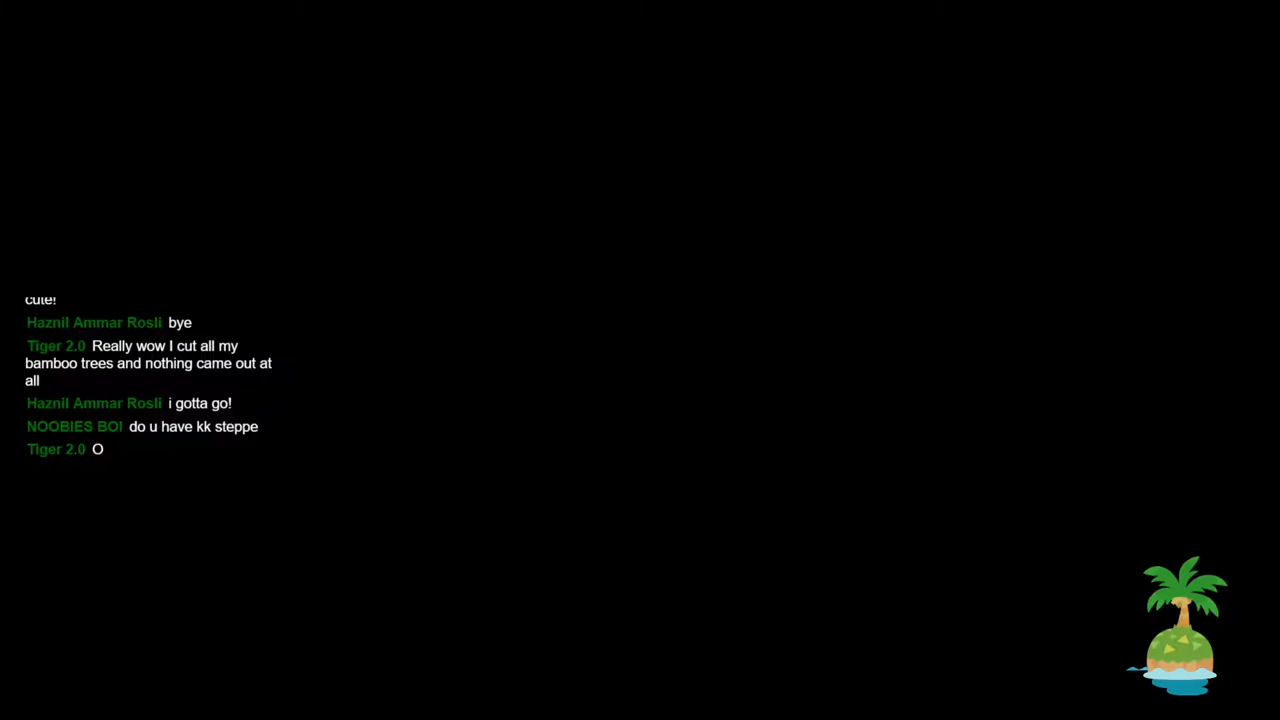 cute!
Haznil Ammar Rosli bye
Tiger 2.0 Really wow I cut all my
bamboo trees and nothing came out at
all
Haznil Ammar Rosli i gotta go!
NOOBIES BOI do u have kk steppe
Tiger 2.0 O